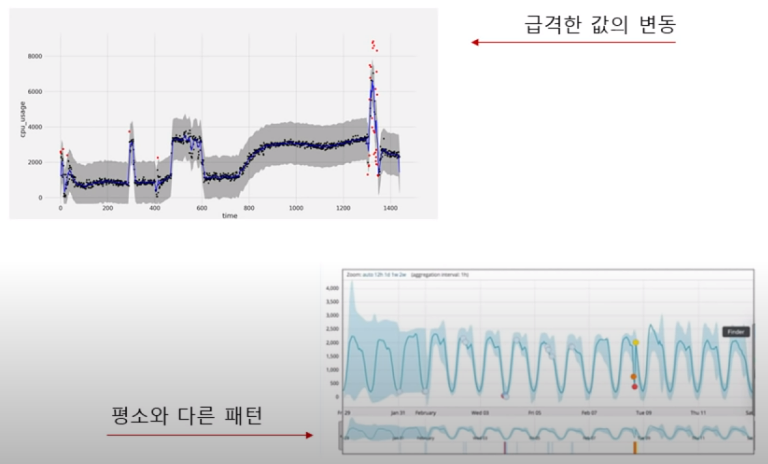 급격한 값의 변동
8000
6000
4000
2000
0
cpu_usage
0 200 400 600 800 1000 1200 1400
time
Zoom: auto 12h 1d 1w 2w (aggregation interval: 1h)
4,000
3,500
3,000
2,500
2,000
1,500
1,000
500
0
Finder
29 Jan 31 February Wed 03 Fri 05 Feb 07 Tue 09 Thu 11
평소와 다른 패턴